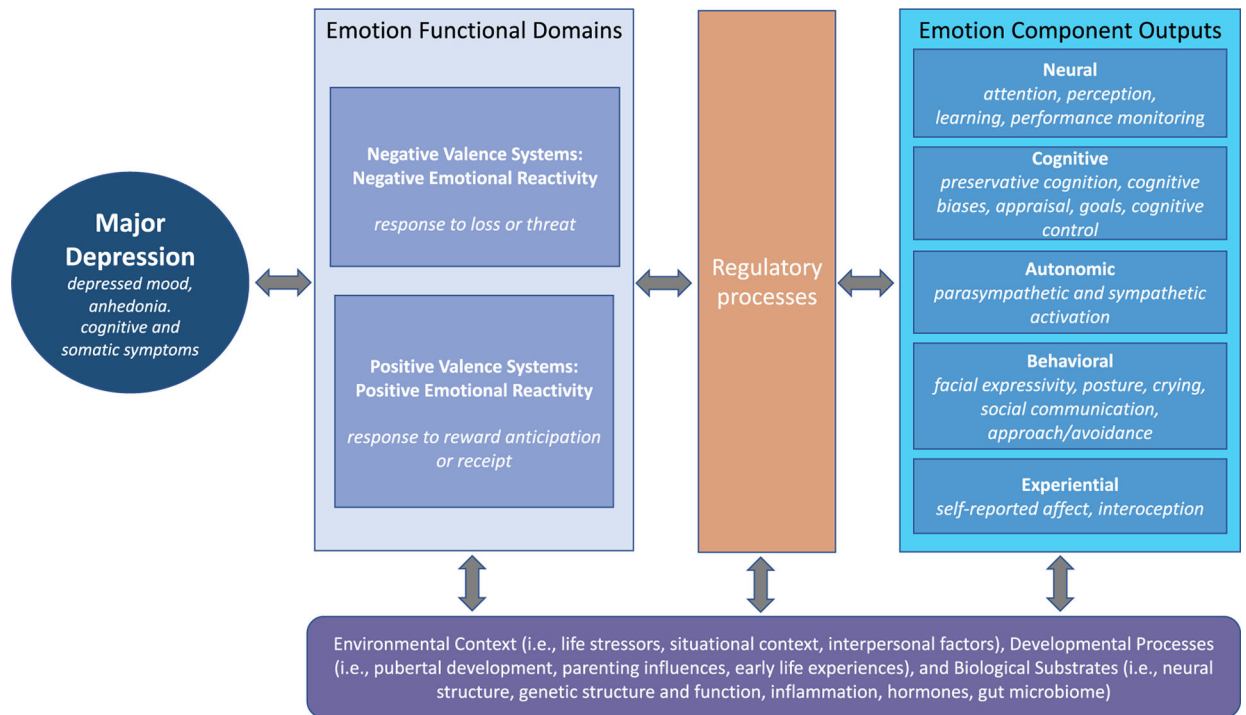 Major
Depression
depressed mood,
anhedonia.
cognitive and
somatic symptoms
Emotion Functional Domains
Negative Valence Systems:
Negative Emotional Reactivity
response to loss or threat
Positive Valence Systems:
Positive Emotional Reactivity
response to reward anticipation
or receipt
Regulatory
processes
Emotion Component Outputs
Neural
attention, perception,
learning, performance monitoring
Cognitive
preservative cognition, cognitive
biases, appraisal, goals, cognitive
control
Autonomic
parasympathetic and sympathetic
activation
Behavioral
facial expressivity, posture, crying,
social communication,
approach/avoidance
Experiential
self-reported affect, interoception
Environmental Context (i.e., life stressors, situational context, interpersonal factors), Developmental Processes
(i.e., pubertal development, parenting influences, early life experiences), and Biological Substrates (i.e., neural
structure, genetic structure and function, inflammation, hormones, gut microbiome)